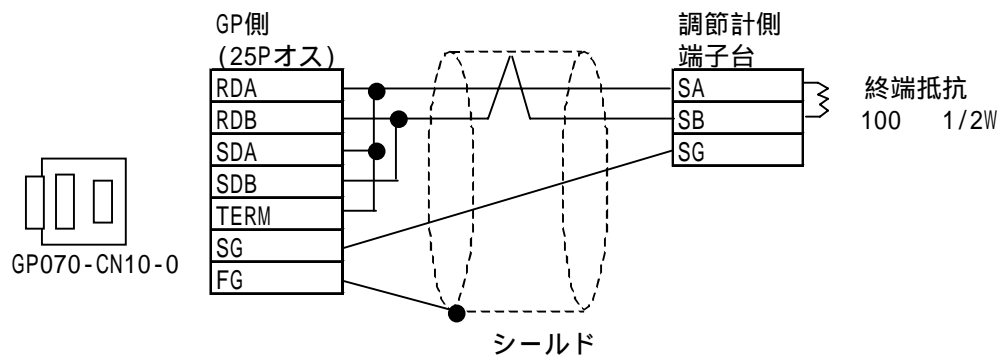 GP側
(25Pオス)
RDA
RDB
SDA
SDB
TERM
SG
FG
GP070-CN10-0
シールド
調節計側
端子台
SA
SB
SG
終端抵抗
100 1/2W